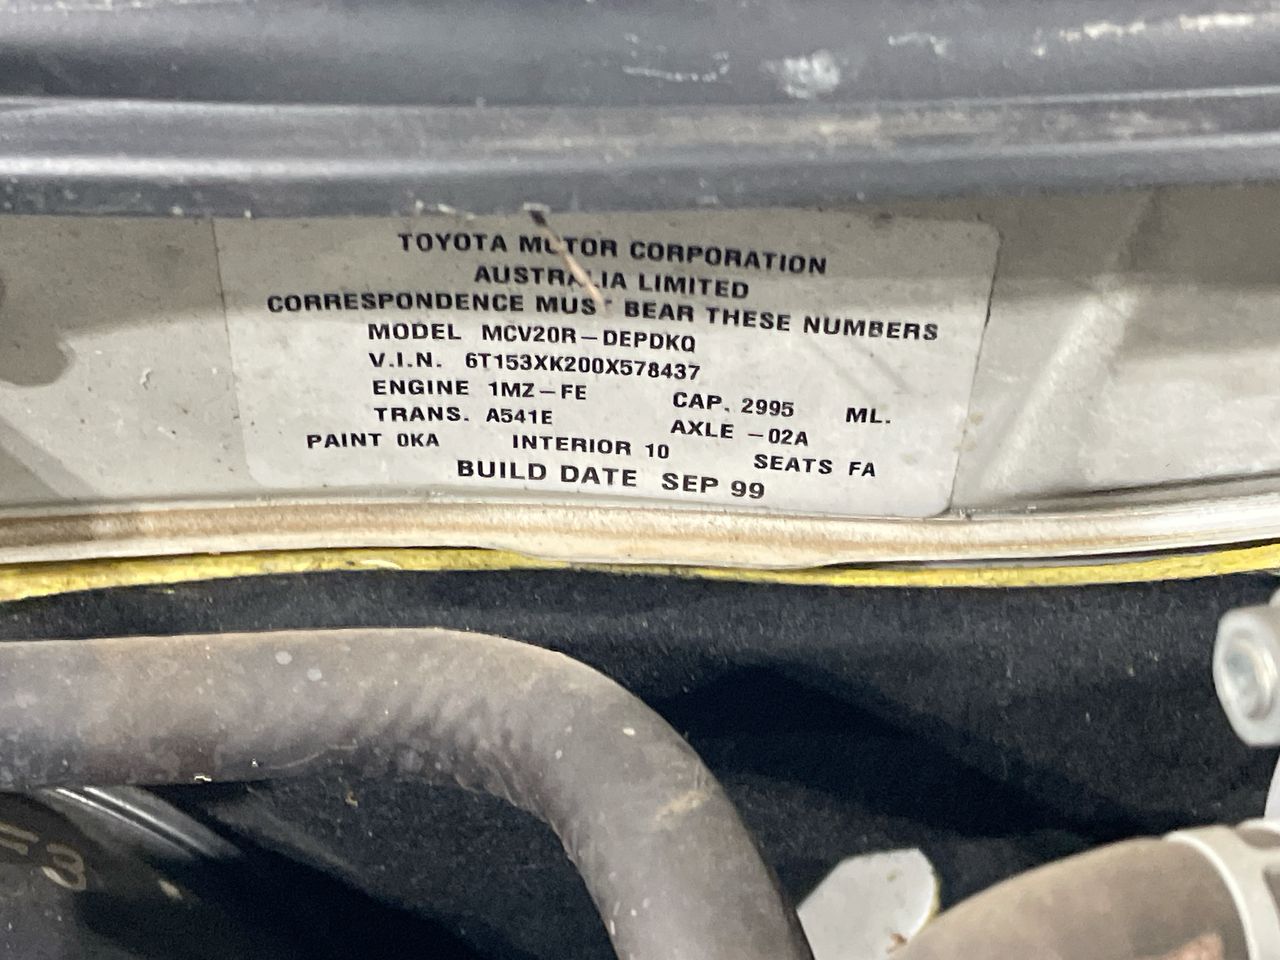 TOYOTA MOTOR CORPORATION
AUSTRALIA LIMITED
CORRESPONDENCE MUST BEAR THESE NUMBERS
MODEL MCV20R-DEPDKQ
V.I.N. 6T153XK200X578437
ENGINE 1MZ-FE CAP. 2995 ML.
TRANS. A541E AXLE -02A
PAINT 0KA INTERIOR 10 SEATS FA
BUILD DATE SEP 99